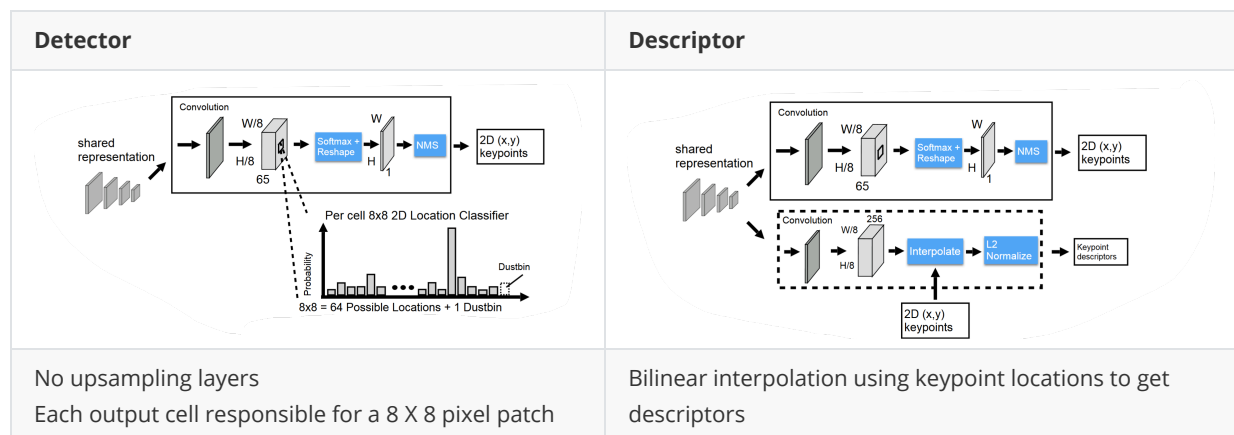 Detector
Descriptor
Convolution
shared
representation
W/8
H/8
65
Softmax +
Reshape
W
H
1
NMS
2D (x,y)
keypoints
Per cell 8x8 2D Location Classifier
Probability
Dustbin
8x8 = 64 Possible Locations + 1 Dustbin
Convolution
shared
representation
W/8
H/8
65
Softmax +
Reshape
W
H
1
NMS
2D (x,y)
keypoints
Convolution
W/8
256
H/8
Interpolate
L2
Normalize
Keypoint
descriptors
2D (x,y)
keypoints
No upsampling layers
Each output cell responsible for a 8 X 8 pixel patch
Bilinear interpolation using keypoint locations to get
descriptors